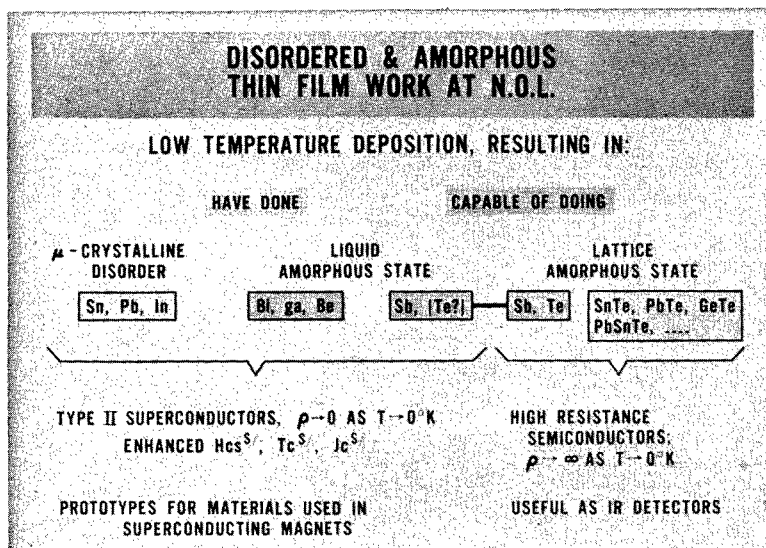 DISORDERED & AMORPHOUS
THIN FILM WORK AT N.O.L.
LOW TEMPERATURE DEPOSITION, RESULTING IN:
HAVE DONE CAPABLE OF DOING
μ-CRYSTALLINE DISORDER
LIQUID AMORPHOUS STATE
LATTICE AMORPHOUS STATE
Sn, Pb, In
Bi, ga, Be
Sb, (Te?)
Sb, Te
SnTe, PbTe, GeTe
PbSnTe, ....
TYPE II SUPERCONDUCTORS, ρ→0 AS T→0°K
ENHANCED Hcs^S/, Tc^S/, Jc^S/
HIGH RESISTANCE
SEMICONDUCTORS;
ρ→∞ AS T→0°K
PROTOTYPES FOR MATERIALS USED IN
SUPERCONDUCTING MAGNETS
USEFUL AS IR DETECTORS